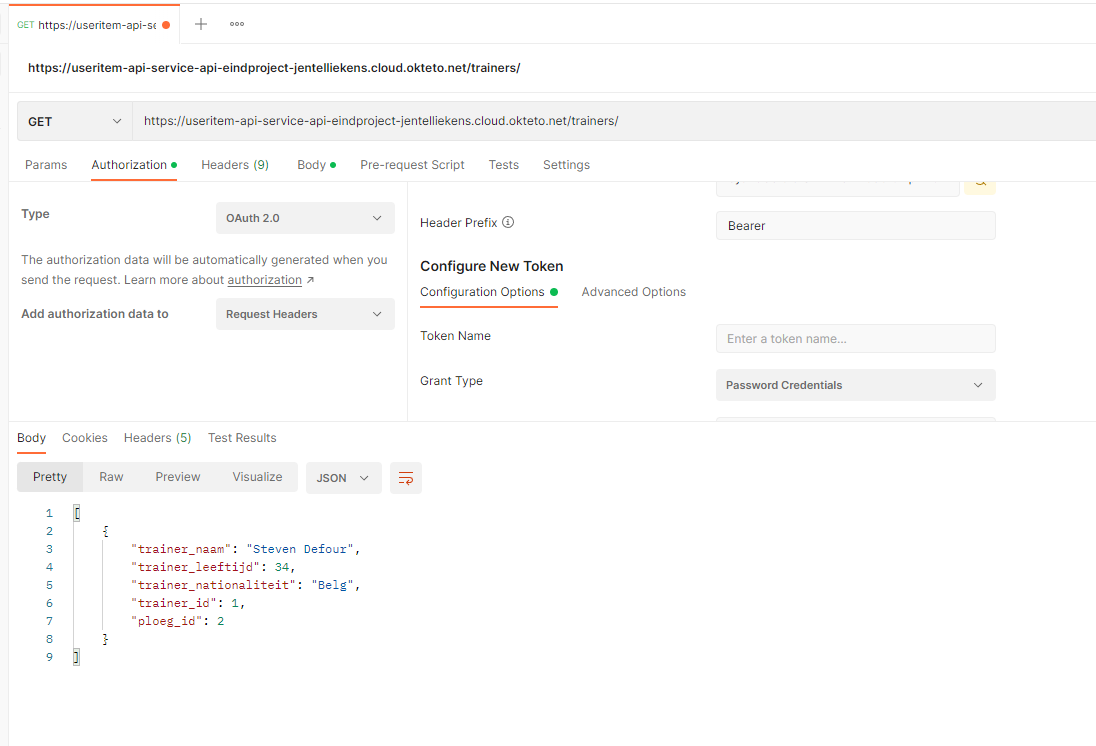 GET https://useritem-api-se
https://useritem-api-service-api-eindproject-jentelliekens.cloud.okteto.net/trainers/
GET https://useritem-api-service-api-eindproject-jentelliekens.cloud.okteto.net/trainers/
Params Authorization Headers (9) Body Pre-request Script Tests Settings
Type OAuth 2.0
The authorization data will be automatically generated when you
send the request. Learn more about authorization ↗
Add authorization data to Request Headers
Header Prefix Bearer
Configure New Token
Configuration Options Advanced Options
Token Name Enter a token name...
Grant Type Password Credentials
Body Cookies Headers (5) Test Results
Pretty Raw Preview Visualize JSON
1 [
2 {
3 "trainer_naam": "Steven Defour",
4 "trainer_leeftijd": 34,
5 "trainer_nationaliteit": "Belg",
6 "trainer_id": 1,
7 "ploeg_id": 2
8 }
9 ]